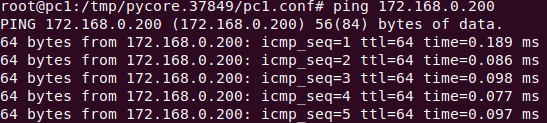 root@pc1:/tmp/pycore.37849/pc1.conf# ping 172.168.0.200
PING 172.168.0.200 (172.168.0.200) 56(84) bytes of data.
64 bytes from 172.168.0.200: icmp_seq=1 ttl=64 time=0.189 ms
64 bytes from 172.168.0.200: icmp_seq=2 ttl=64 time=0.086 ms
64 bytes from 172.168.0.200: icmp_seq=3 ttl=64 time=0.098 ms
64 bytes from 172.168.0.200: icmp_seq=4 ttl=64 time=0.077 ms
64 bytes from 172.168.0.200: icmp_seq=5 ttl=64 time=0.097 ms